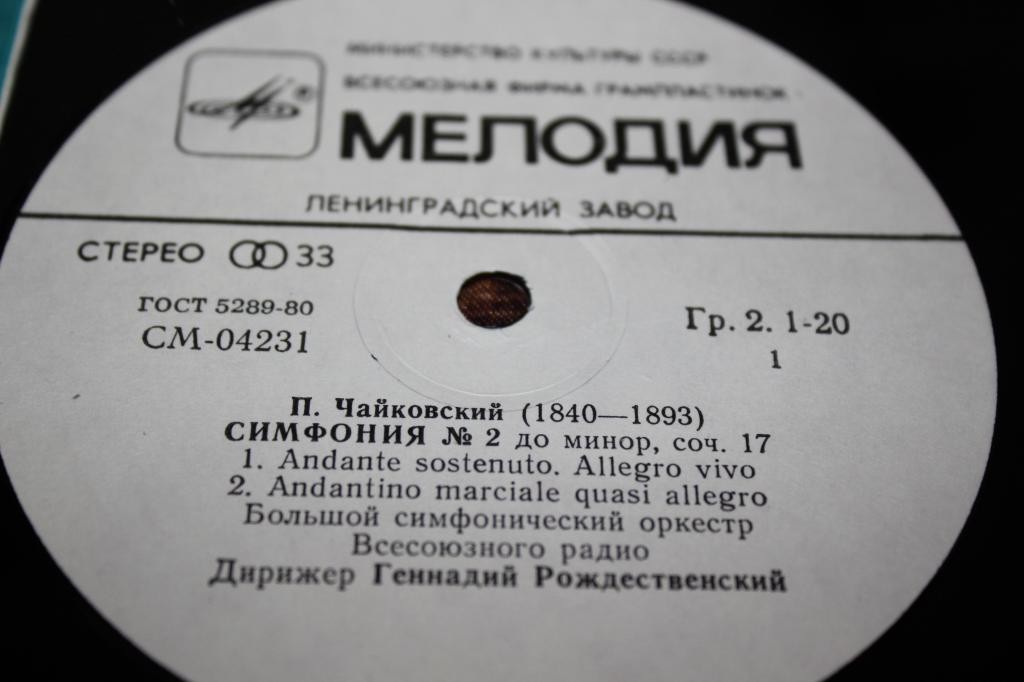 МИНИСТЕРСТВО КУЛЬТУРЫ СССР
ВСЕСОЮЗНАЯ ФИРМА ГРАМПЛАСТИНОК
МЕЛОДИЯ
ЛЕНИНГРАДСКИЙ ЗАВОД
СТЕРЕО 33
ГОСТ 5289-80
СМ-04231
Гр. 2. 1-20
1
П. Чайковский (1840—1893)
СИМФОНИЯ № 2 до минор, соч. 17
1. Andante sostenuto. Allegro vivo
2. Andantino marciale quasi allegro
Большой симфонический оркестр
Всесоюзного радио
Дирижер Геннадий Рождественский